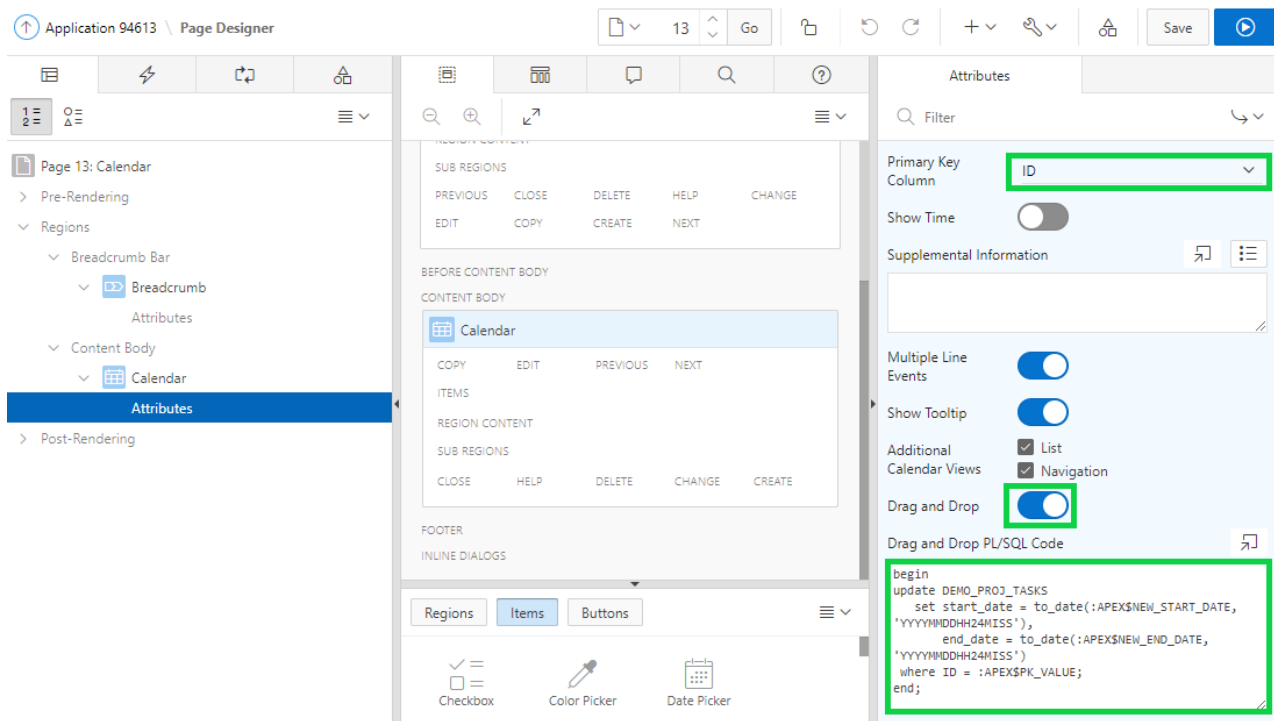 Application 94613 \ Page Designer
13
Go
Save
Page 13: Calendar
Pre-Rendering
Regions
Breadcrumb Bar
Breadcrumb
Attributes
Content Body
Calendar
Attributes
Post-Rendering
REGION CONTENT
SUB REGIONS
PREVIOUS CLOSE DELETE HELP CHANGE
EDIT COPY CREATE NEXT
BEFORE CONTENT BODY
CONTENT BODY
Calendar
COPY EDIT PREVIOUS NEXT
ITEMS
REGION CONTENT
SUB REGIONS
CLOSE HELP DELETE CHANGE CREATE
FOOTER
INLINE DIALOGS
Regions Items Buttons
Checkbox Color Picker Date Picker
Attributes
Filter
Primary Key
Column
ID
Show Time
Supplemental Information
Multiple Line
Events
Show Tooltip
Additional
Calendar Views
List
Navigation
Drag and Drop
Drag and Drop PL/SQL Code
begin
update DEMO_PROJ_TASKS
set start_date = to_date(:APEX$NEW_START_DATE,
'YYYYMMDDHH24MISS'),
end_date = to_date(:APEX$NEW_END_DATE,
'YYYYMMDDHH24MISS')
where ID = :APEX$PK_VALUE;
end;